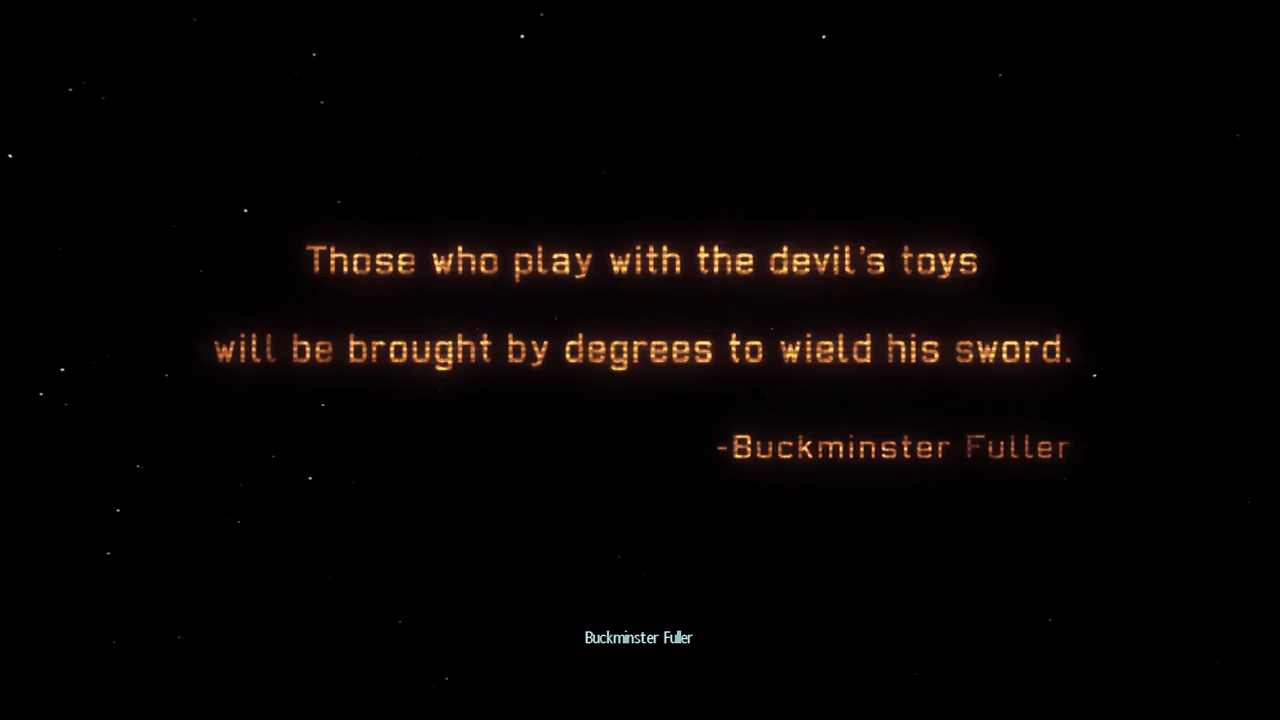 Those who play with the devil's toys
will be brought by degrees to wield his sword.
-Buckminster Fuller
Buckminster Fuller